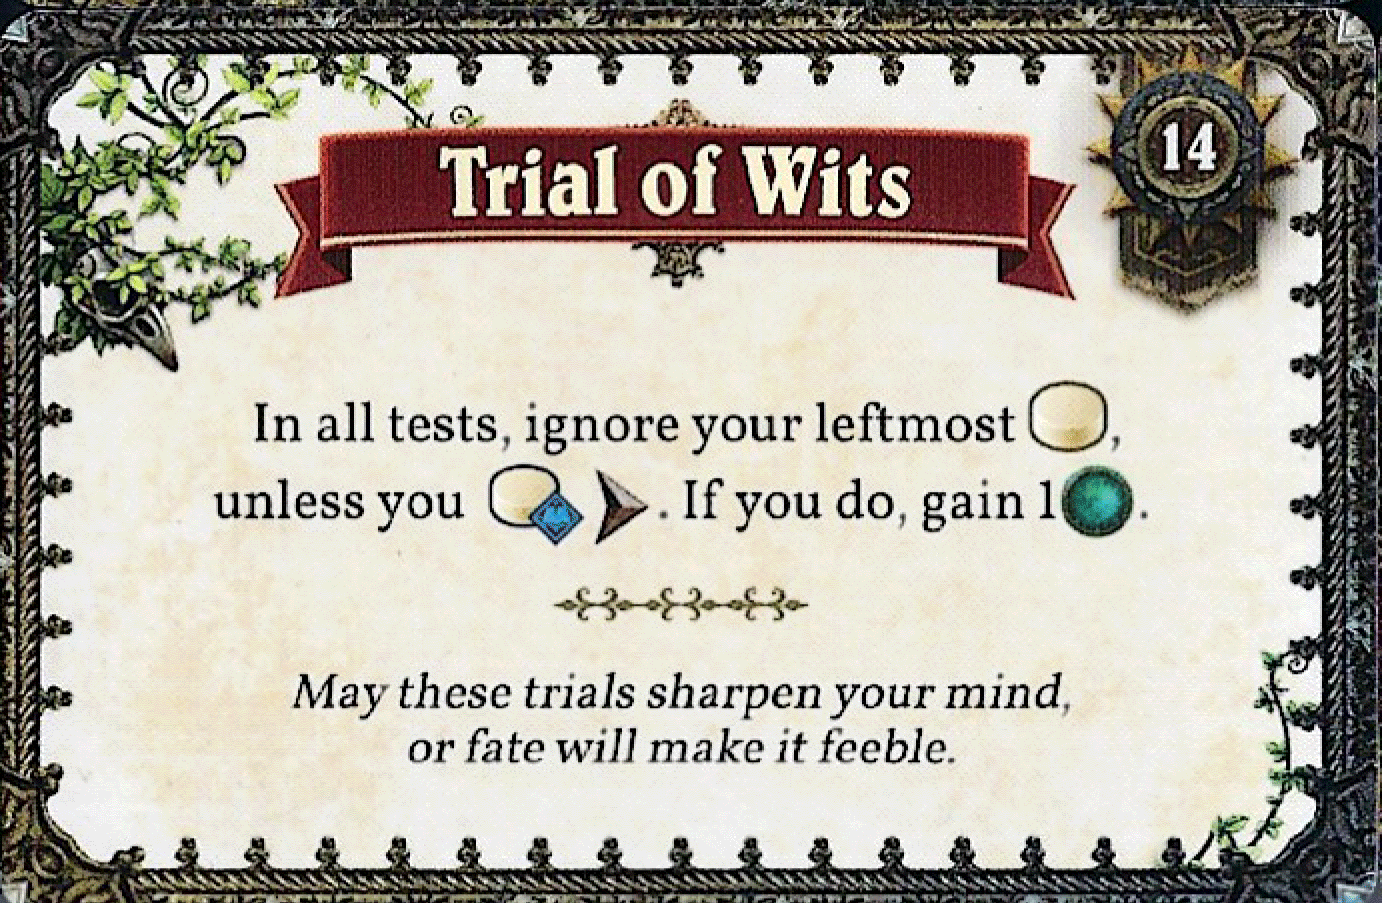 Trial of Wits
14
In all tests, ignore your leftmost ,
unless you . If you do, gain 1 .
May these trials sharpen your mind,
or fate will make it feeble.